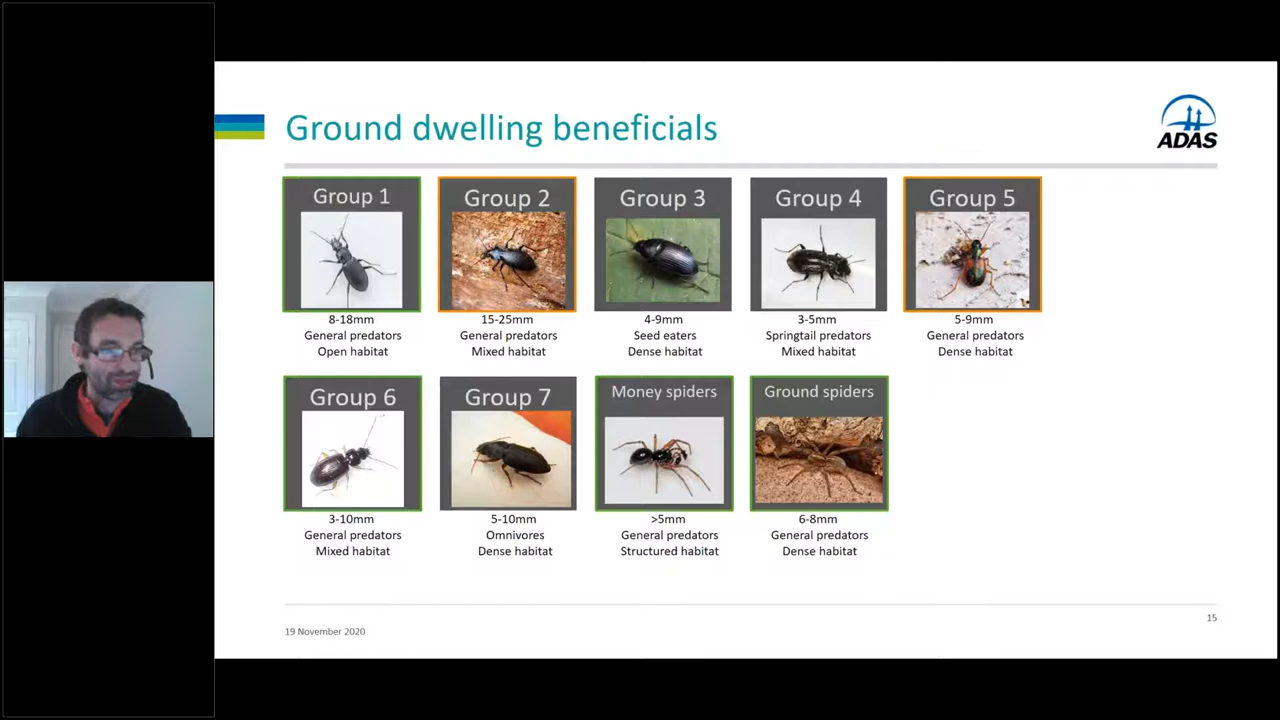 Ground dwelling beneficials
ADAS
Group 1
8-18mm
General predators
Open habitat
Group 2
15-25mm
General predators
Mixed habitat
Group 3
4-9mm
Seed eaters
Dense habitat
Group 4
3-5mm
Springtail predators
Mixed habitat
Group 5
5-9mm
General predators
Dense habitat
Group 6
3-10mm
General predators
Mixed habitat
Group 7
5-10mm
Omnivores
Dense habitat
Money spiders
>5mm
General predators
Structured habitat
Ground spiders
6-8mm
General predators
Dense habitat
19 November 2020
15